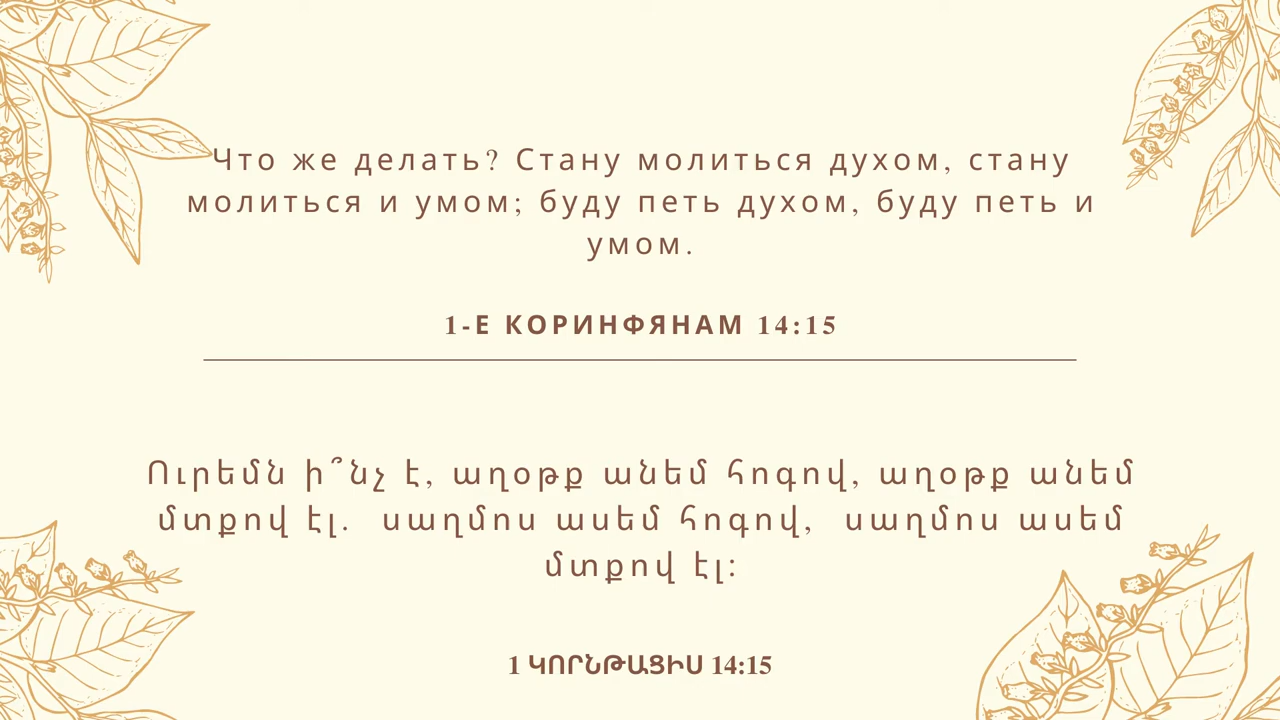 Что же делать? Стану молиться духом, стану
молиться и умом; буду петь духом, буду петь и
умом.
1-Е КОРИНФЯНАМ 14:15
Ուրեմն ի՞նչ է, աղօթք անեմ հոգով, աղօթք անեմ
մտքով էլ. սաղմոս ասեմ հոգով, սաղմոս ասեմ
մտքով էլ:
1 ԿՈՐՆԹԱՑԻՍ 14:15